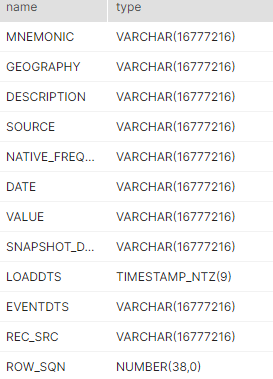 name type
MNEMONIC VARCHAR(16777216)
GEOGRAPHY VARCHAR(16777216)
DESCRIPTION VARCHAR(16777216)
SOURCE VARCHAR(16777216)
NATIVE_FREQ... VARCHAR(16777216)
DATE VARCHAR(16777216)
VALUE VARCHAR(16777216)
SNAPSHOT_D... VARCHAR(16777216)
LOADDTS TIMESTAMP_NTZ(9)
EVENTDTS VARCHAR(16777216)
REC_SRC VARCHAR(16777216)
ROW_SQN NUMBER(38,0)